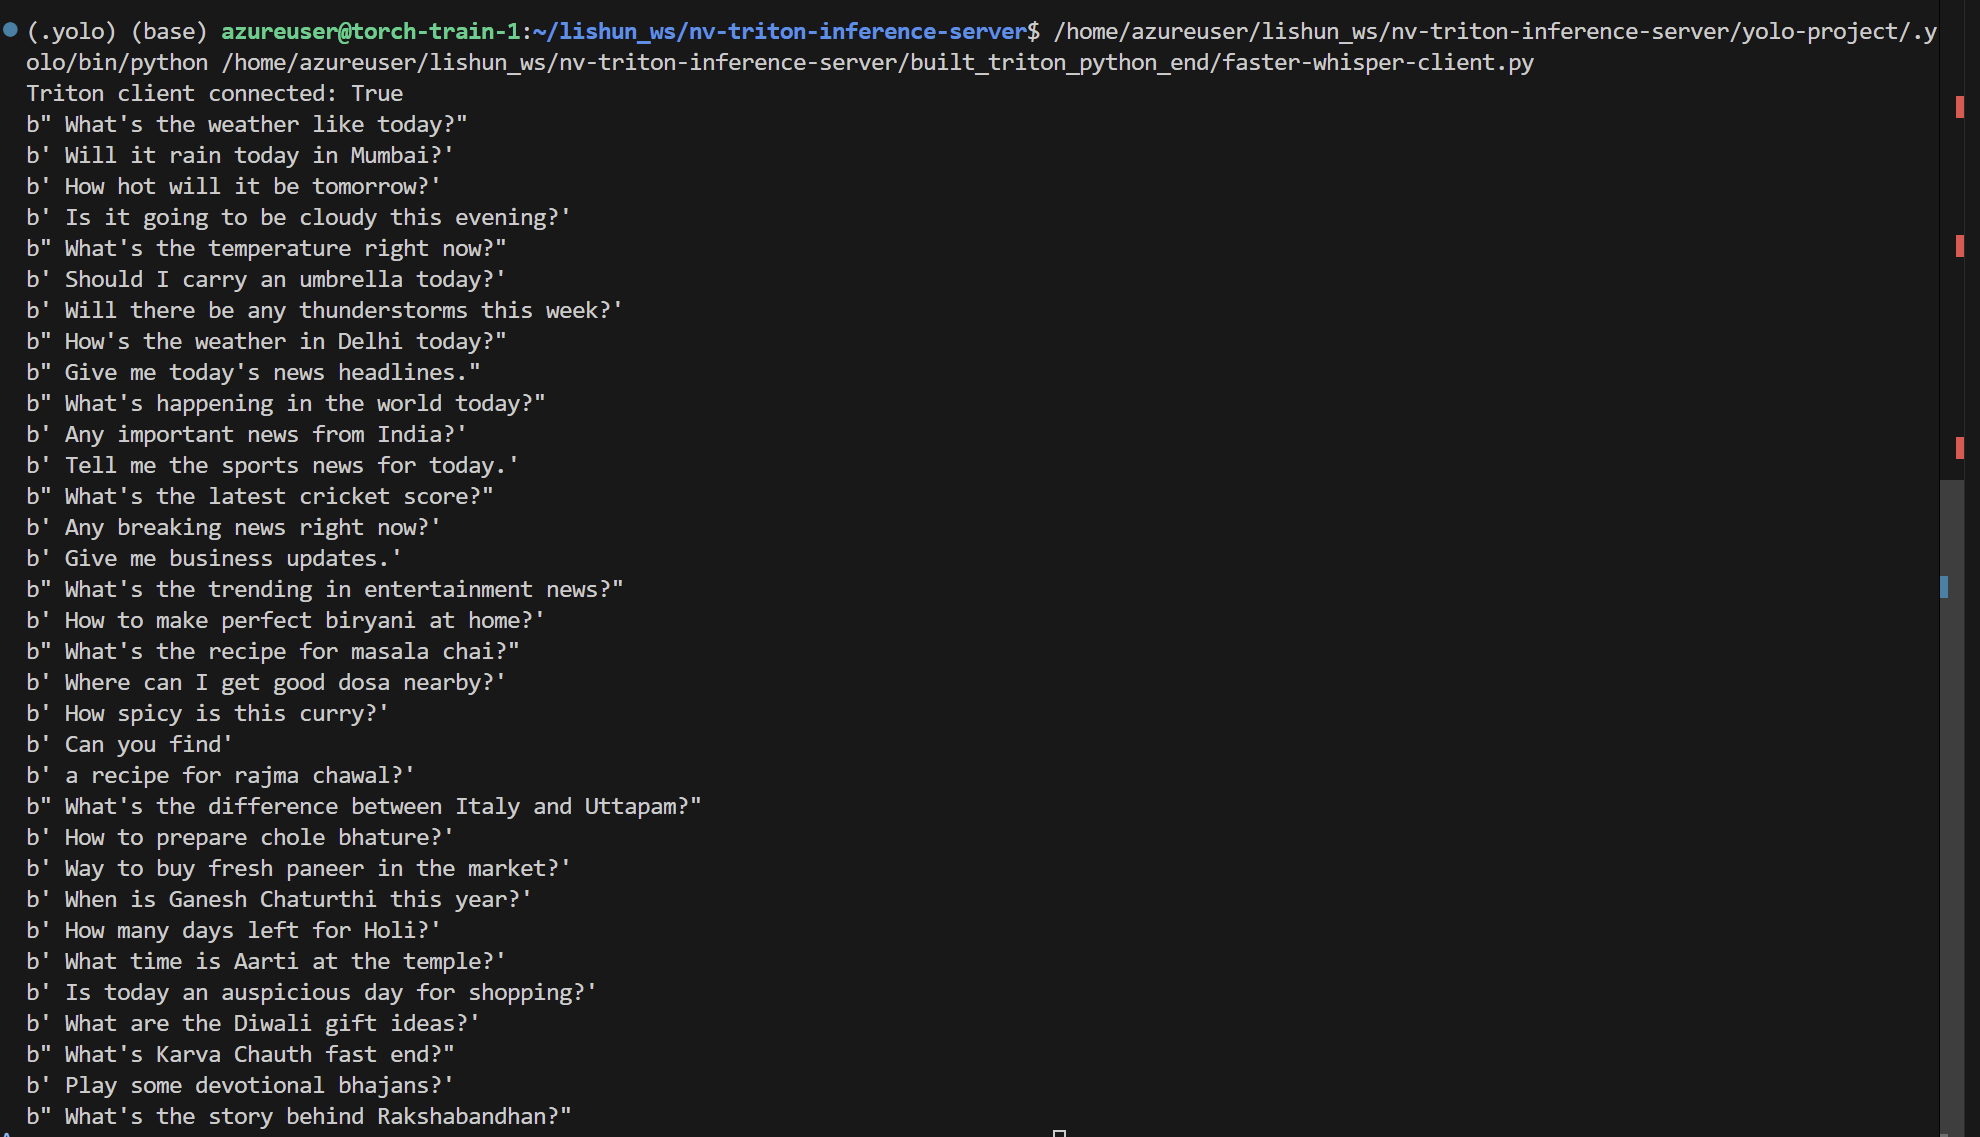 (.yolo) (base) azureuser@torch-train-1:~/lishun_ws/nv-triton-inference-server$ /home/azureuser/lishun_ws/nv-triton-inference-server/yolo-project/.y
olo/bin/python /home/azureuser/lishun_ws/nv-triton-inference-server/built_triton_python_end/faster-whisper-client.py
Triton client connected: True
b" What's the weather like today?"
b' Will it rain today in Mumbai?'
b' How hot will it be tomorrow?'
b' Is it going to be cloudy this evening?'
b" What's the temperature right now?"
b' Should I carry an umbrella today?'
b' Will there be any thunderstorms this week?'
b" How's the weather in Delhi today?"
b" Give me today's news headlines."
b" What's happening in the world today?"
b' Any important news from India?'
b' Tell me the sports news for today.'
b" What's the latest cricket score?"
b' Any breaking news right now?'
b' Give me business updates.'
b" What's the trending in entertainment news?"
b' How to make perfect biryani at home?'
b" What's the recipe for masala chai?"
b' Where can I get good dosa nearby?'
b' How spicy is this curry?'
b' Can you find'
b' a recipe for rajma chawal?'
b" What's the difference between Italy and Uttapam?"
b' How to prepare chole bhature?'
b' Way to buy fresh paneer in the market?'
b' When is Ganesh Chaturthi this year?'
b' How many days left for Holi?'
b' What time is Aarti at the temple?'
b' Is today an auspicious day for shopping?'
b' What are the Diwali gift ideas?'
b" What's Karva Chauth fast end?"
b' Play some devotional bhajans?'
b" What's the story behind Rakshabandhan?"